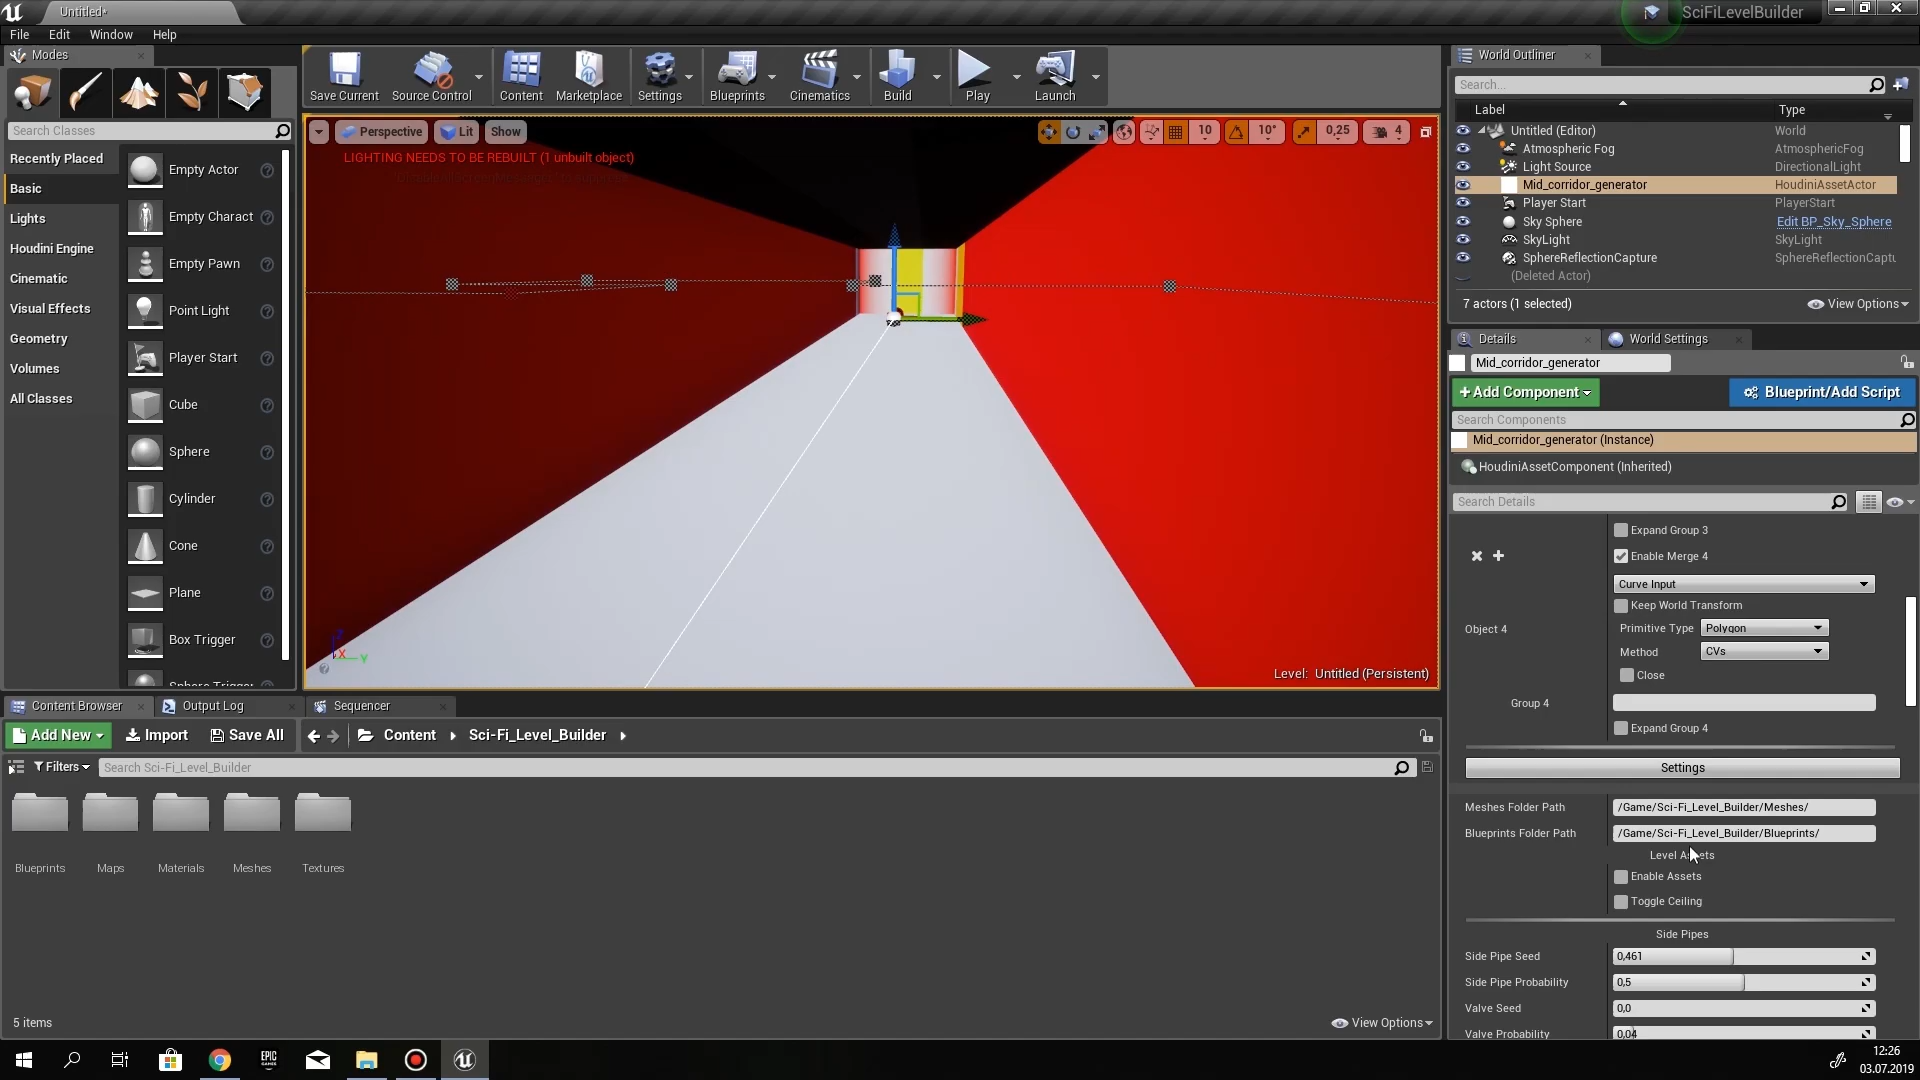 Untitled*
SciFiLevelBuilder
File Edit Window Help
Modes
Search Classes
Recently Placed
Basic
Lights
Houdini Engine
Cinematic
Visual Effects
Geometry
Volumes
All Classes
Empty Actor
Empty Charact
Empty Pawn
Point Light
Player Start
Cube
Sphere
Cylinder
Cone
Plane
Box Trigger
Sphere Trigger
Save Current Source Control Content Marketplace Settings Blueprints Cinematics Build Play Launch
Perspective Lit Show
10 10° 0,25 4
LIGHTING NEEDS TO BE REBUILT (1 unbuilt object)
Z
X Y
Level: Untitled (Persistent)
World Outliner
Search...
Label Type
Untitled (Editor) World
Atmospheric Fog AtmosphericFog
Light Source DirectionalLight
Mid_corridor_generator HoudiniAssetActor
Player Start PlayerStart
Sky Sphere Edit BP_Sky_Sphere
SkyLight SkyLight
SphereReflectionCapture SphereReflectionCaptu
(Deleted Actor)
7 actors (1 selected) View Options
Details World Settings
Mid_corridor_generator
+Add Component Blueprint/Add Script
Search Components
Mid_corridor_generator (Instance)
HoudiniAssetComponent (Inherited)
Search Details
Expand Group 3
Enable Merge 4
Curve Input
Keep World Transform
Object 4 Primitive Type Polygon
Method CVs
Close
Group 4
Expand Group 4
Settings
Meshes Folder Path /Game/Sci-Fi_Level_Builder/Meshes/
Blueprints Folder Path /Game/Sci-Fi_Level_Builder/Blueprints/
Level Assets
Enable Assets
Toggle Ceiling
Side Pipes
Side Pipe Seed 0,461
Side Pipe Probability 0,5
Valve Seed 0,0
Valve Probability 0,04
Content Browser Output Log Sequencer
Add New Import Save All Content Sci-Fi_Level_Builder
Filters Search Sci-Fi_Level_Builder
Blueprints Maps Materials Meshes Textures
5 items View Options
EPIC GAMES
12:26
03.07.2019